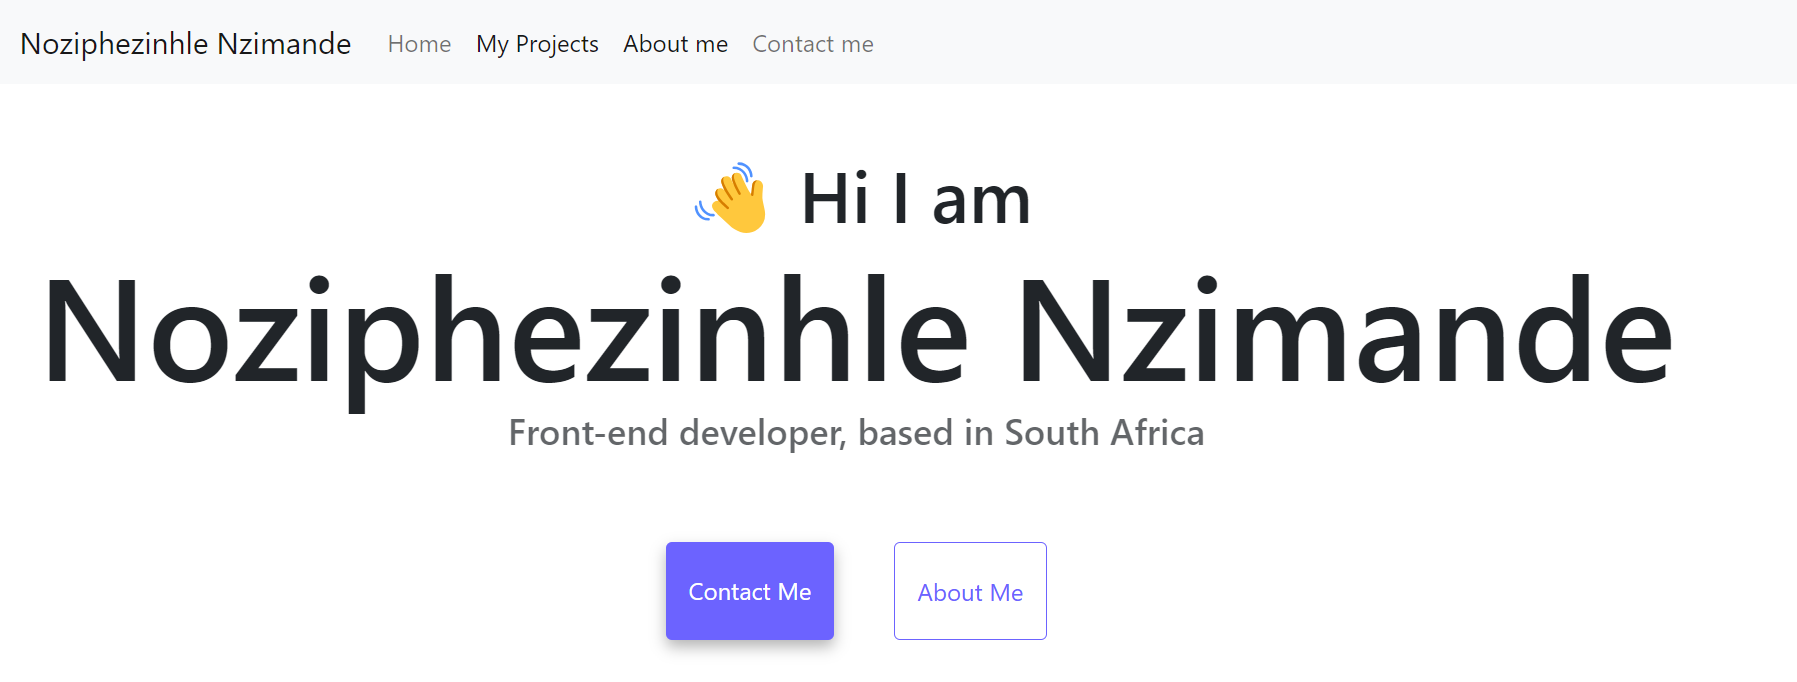 Noziphezinhle Nzimande Home My Projects About me Contact me
👋 Hi I am
Noziphezinhle Nzimande
Front-end developer, based in South Africa
Contact Me About Me